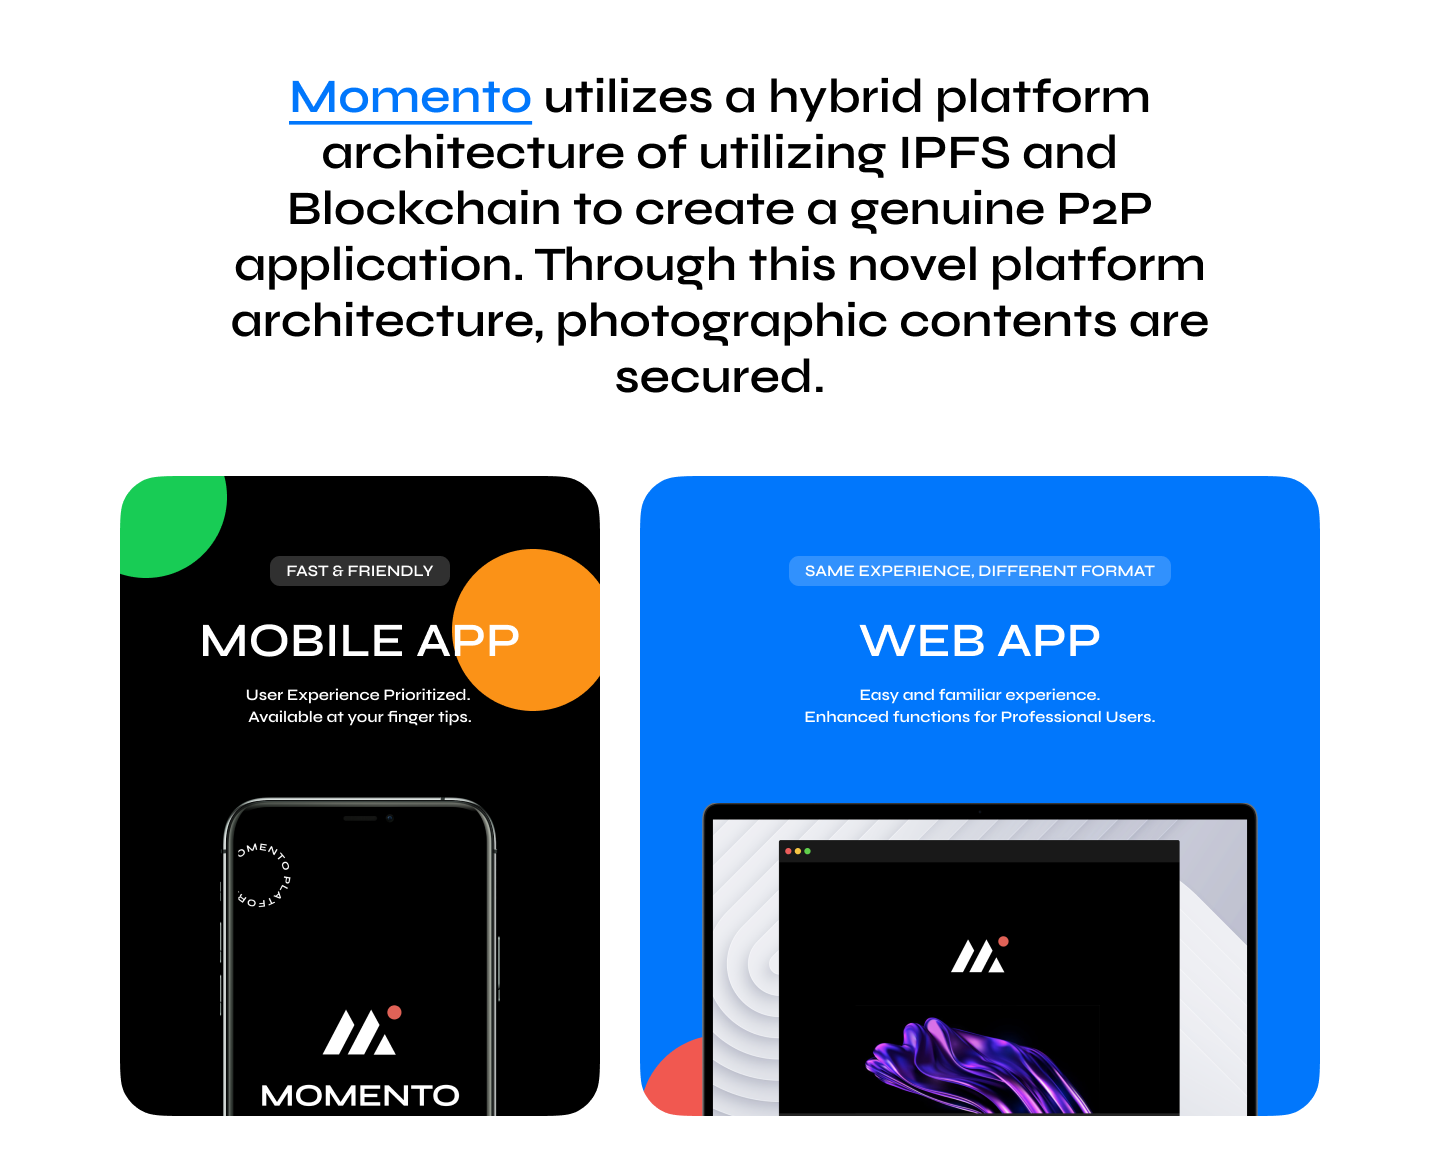 Momento utilizes a hybrid platform
architecture of utilizing IPFS and
Blockchain to create a genuine P2P
application. Through this novel platform
architecture, photographic contents are
secured.
FAST & FRIENDLY
MOBILE APP
User Experience Prioritized.
Available at your finger tips.
OMENTO PLATFOR
MOMENTO
SAME EXPERIENCE, DIFFERENT FORMAT
WEB APP
Easy and familiar experience.
Enhanced functions for Professional Users.